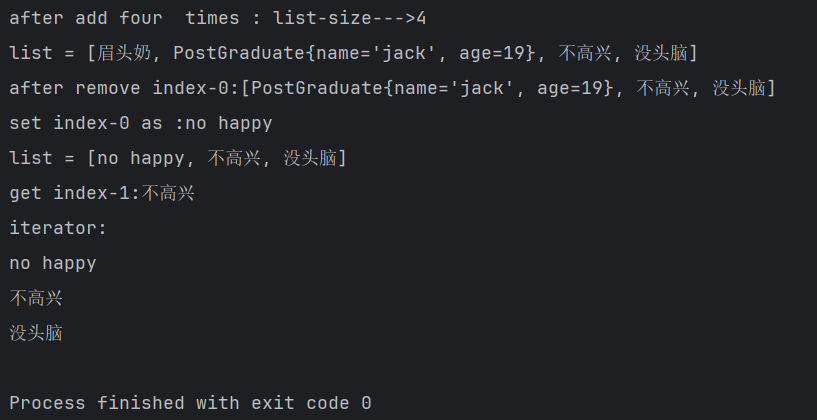 after add four  times : list-size--->4
list = [眉头奶, PostGraduate{name='jack', age=19}, 不高兴, 没头脑]
after remove index-0:[PostGraduate{name='jack', age=19}, 不高兴, 没头脑]
set index-0 as :no happy
list = [no happy, 不高兴, 没头脑]
get index-1:不高兴
iterator:
no happy
不高兴
没头脑
Process finished with exit code 0